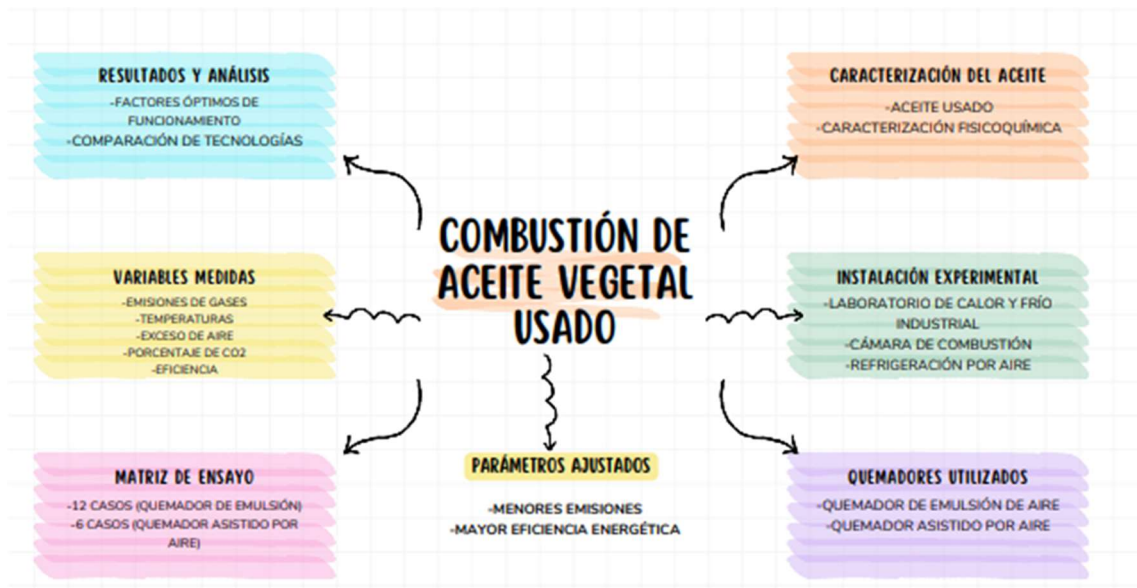 RESULTADOS Y ANÁLISIS
-FACTORES ÓPTIMOS DE
FUNCIONAMIENTO
-COMPARACIÓN DE TECNOLOGÍAS
CARACTERIZACIÓN DEL ACEITE
-ACEITE USADO
-CARACTERIZACIÓN FISICOQUÍMICA
COMBUSTIÓN DE
ACEITE VEGETAL
USADO
VARIABLES MEDIDAS
-EMISIONES DE GASES
-TEMPERATURAS
-EXCESO DE AIRE
-PORCENTAJE DE CO2
-EFICIENCIA
INSTALACIÓN EXPERIMENTAL
-LABORATORIO DE CALOR Y FRÍO
INDUSTRIAL
-CÁMARA DE COMBUSTIÓN
-REFRIGERACIÓN POR AIRE
MATRIZ DE ENSAYO
-12 CASOS (QUEMADOR DE EMULSIÓN)
-6 CASOS (QUEMADOR ASISTIDO POR
AIRE)
PARÁMETROS AJUSTADOS
-MENORES EMISIONES
-MAYOR EFICIENCIA ENERGÉTICA
QUEMADORES UTILIZADOS
-QUEMADOR DE EMULSIÓN DE AIRE
-QUEMADOR ASISTIDO POR AIRE